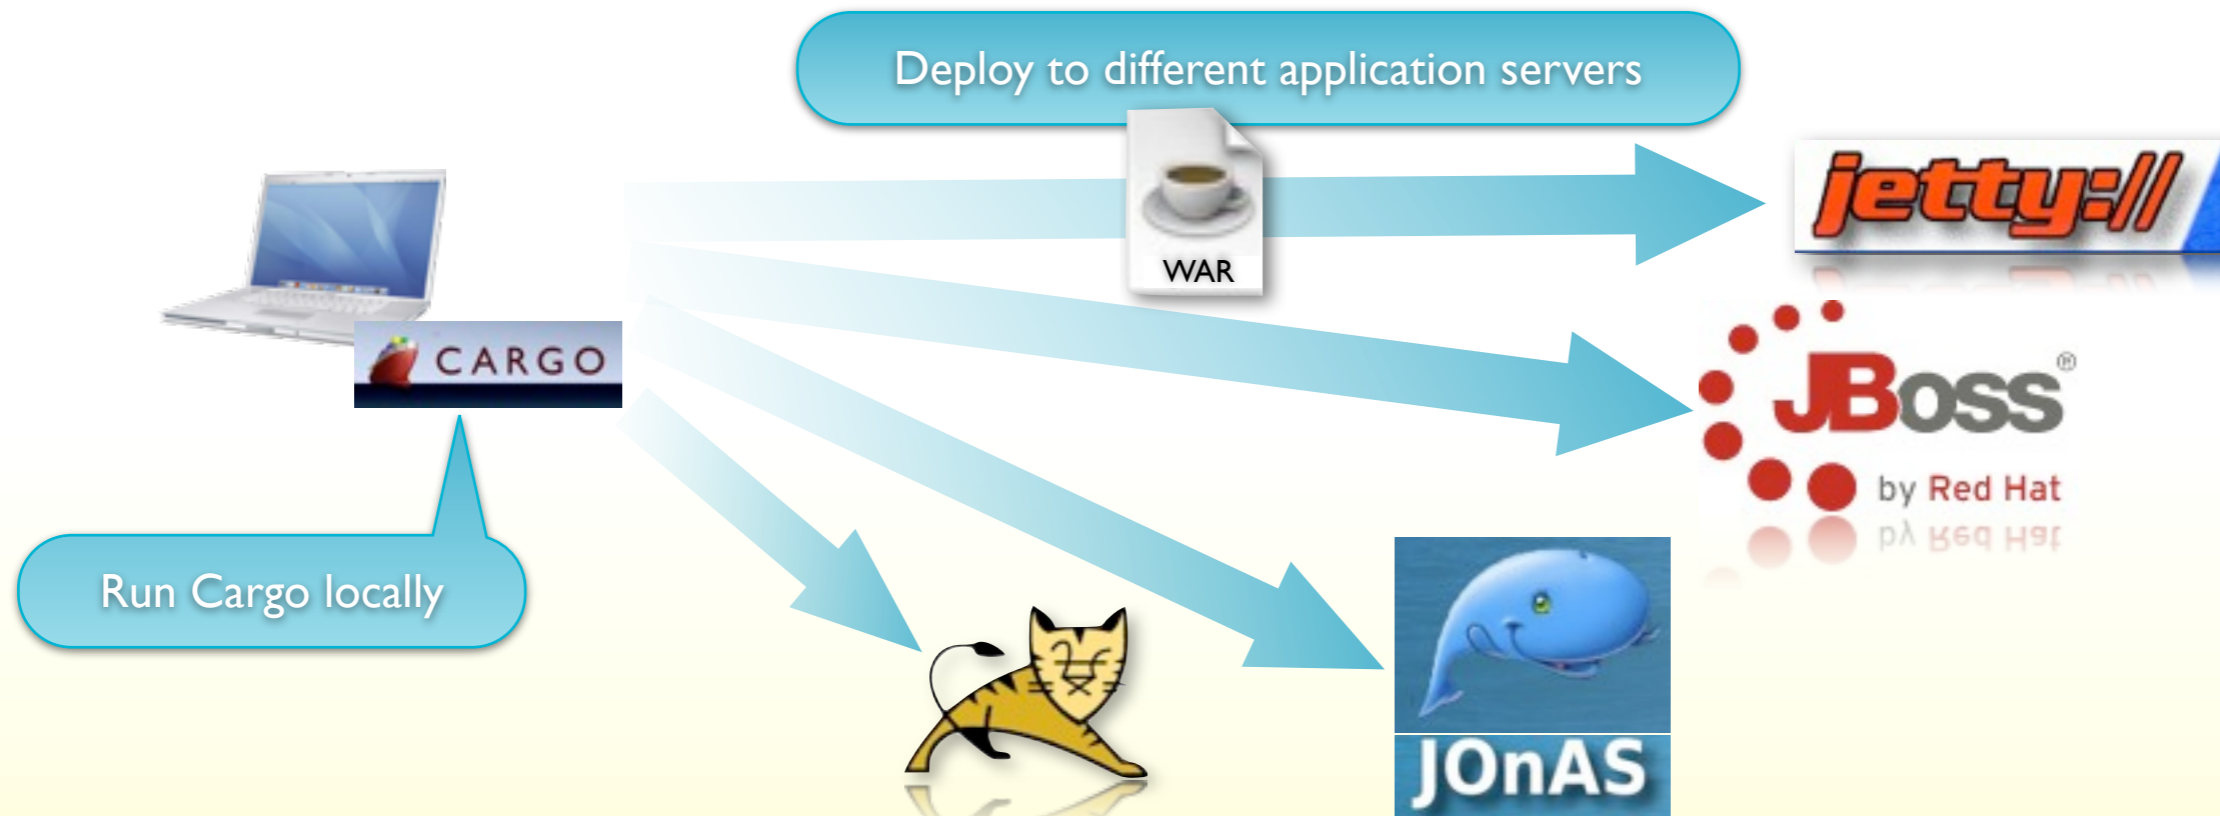 Deploy to different application servers
WAR
jetty://
CARGO
JBoss®
by Red Hat
Run Cargo locally
JOnAS